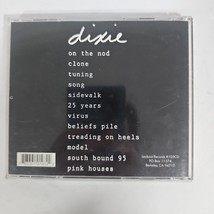 dixie
on the nod
clone
tuning
song
sidewalk
25 years
virus
beliefs pile
treading on heels
model
south bound 95
pink houses